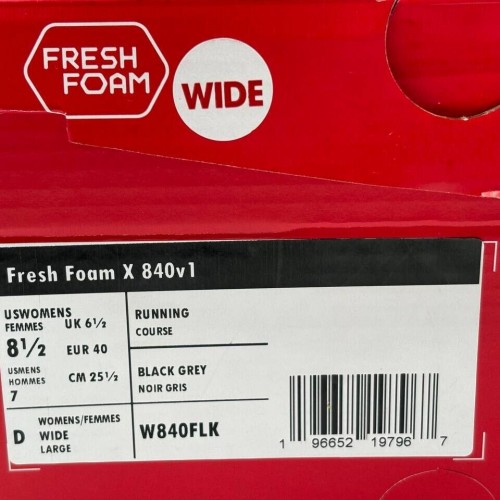 FRESH
FOAM
WIDE
Fresh Foam X 840v1
USWOMENS
FEMMES
8½
UK 6½
EUR 40
USMENS
HOMMES
7
CM 25½
RUNNING
COURSE
BLACK GREY
NOIR GRIS
D
WOMENS/FEMMES
WIDE
LARGE
W840FLK
1 96652 19796 7